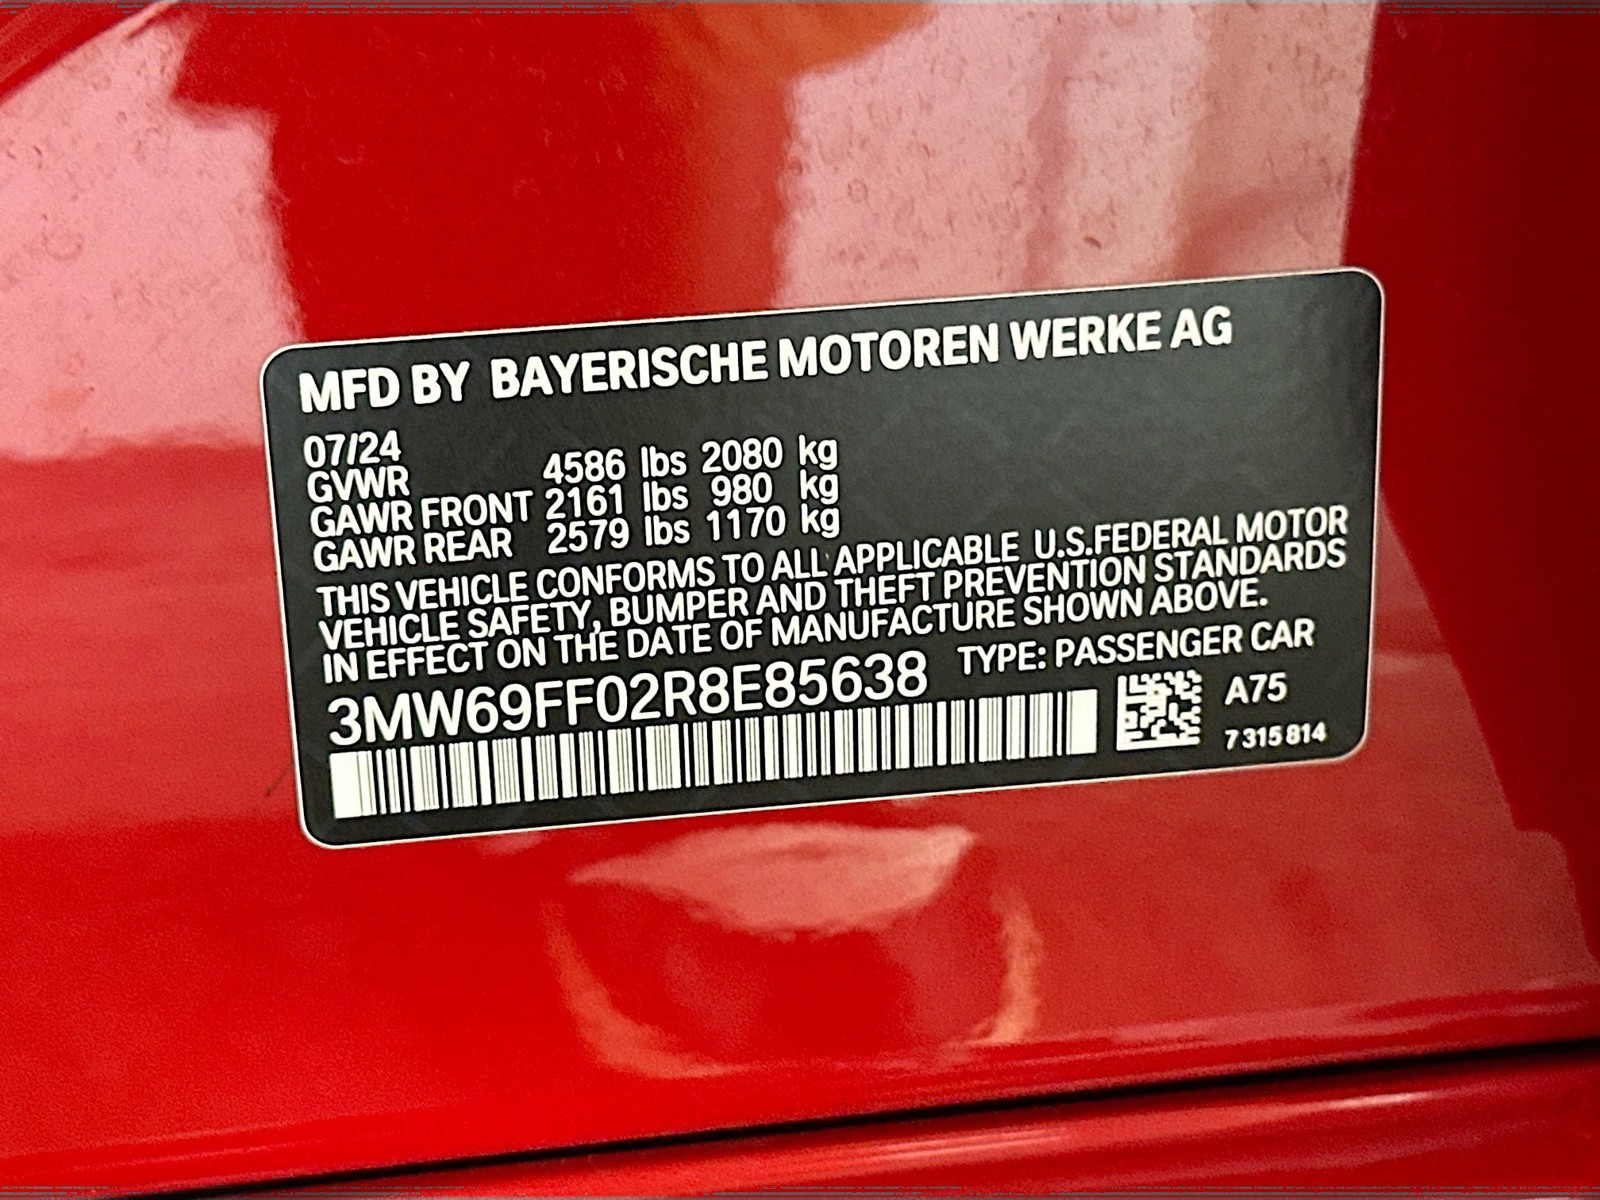 MFD BY BAYERISCHE MOTOREN WERKE AG
07/24
GVWR 4586 lbs 2080 kg
GAWR FRONT 2161 lbs 980 kg
GAWR REAR 2579 lbs 1170 kg
THIS VEHICLE CONFORMS TO ALL APPLICABLE U.S.FEDERAL MOTOR
VEHICLE SAFETY, BUMPER AND THEFT PREVENTION STANDARDS
IN EFFECT ON THE DATE OF MANUFACTURE SHOWN ABOVE.
3MW69FF02R8E85638 TYPE: PASSENGER CAR
A75
7 315 814